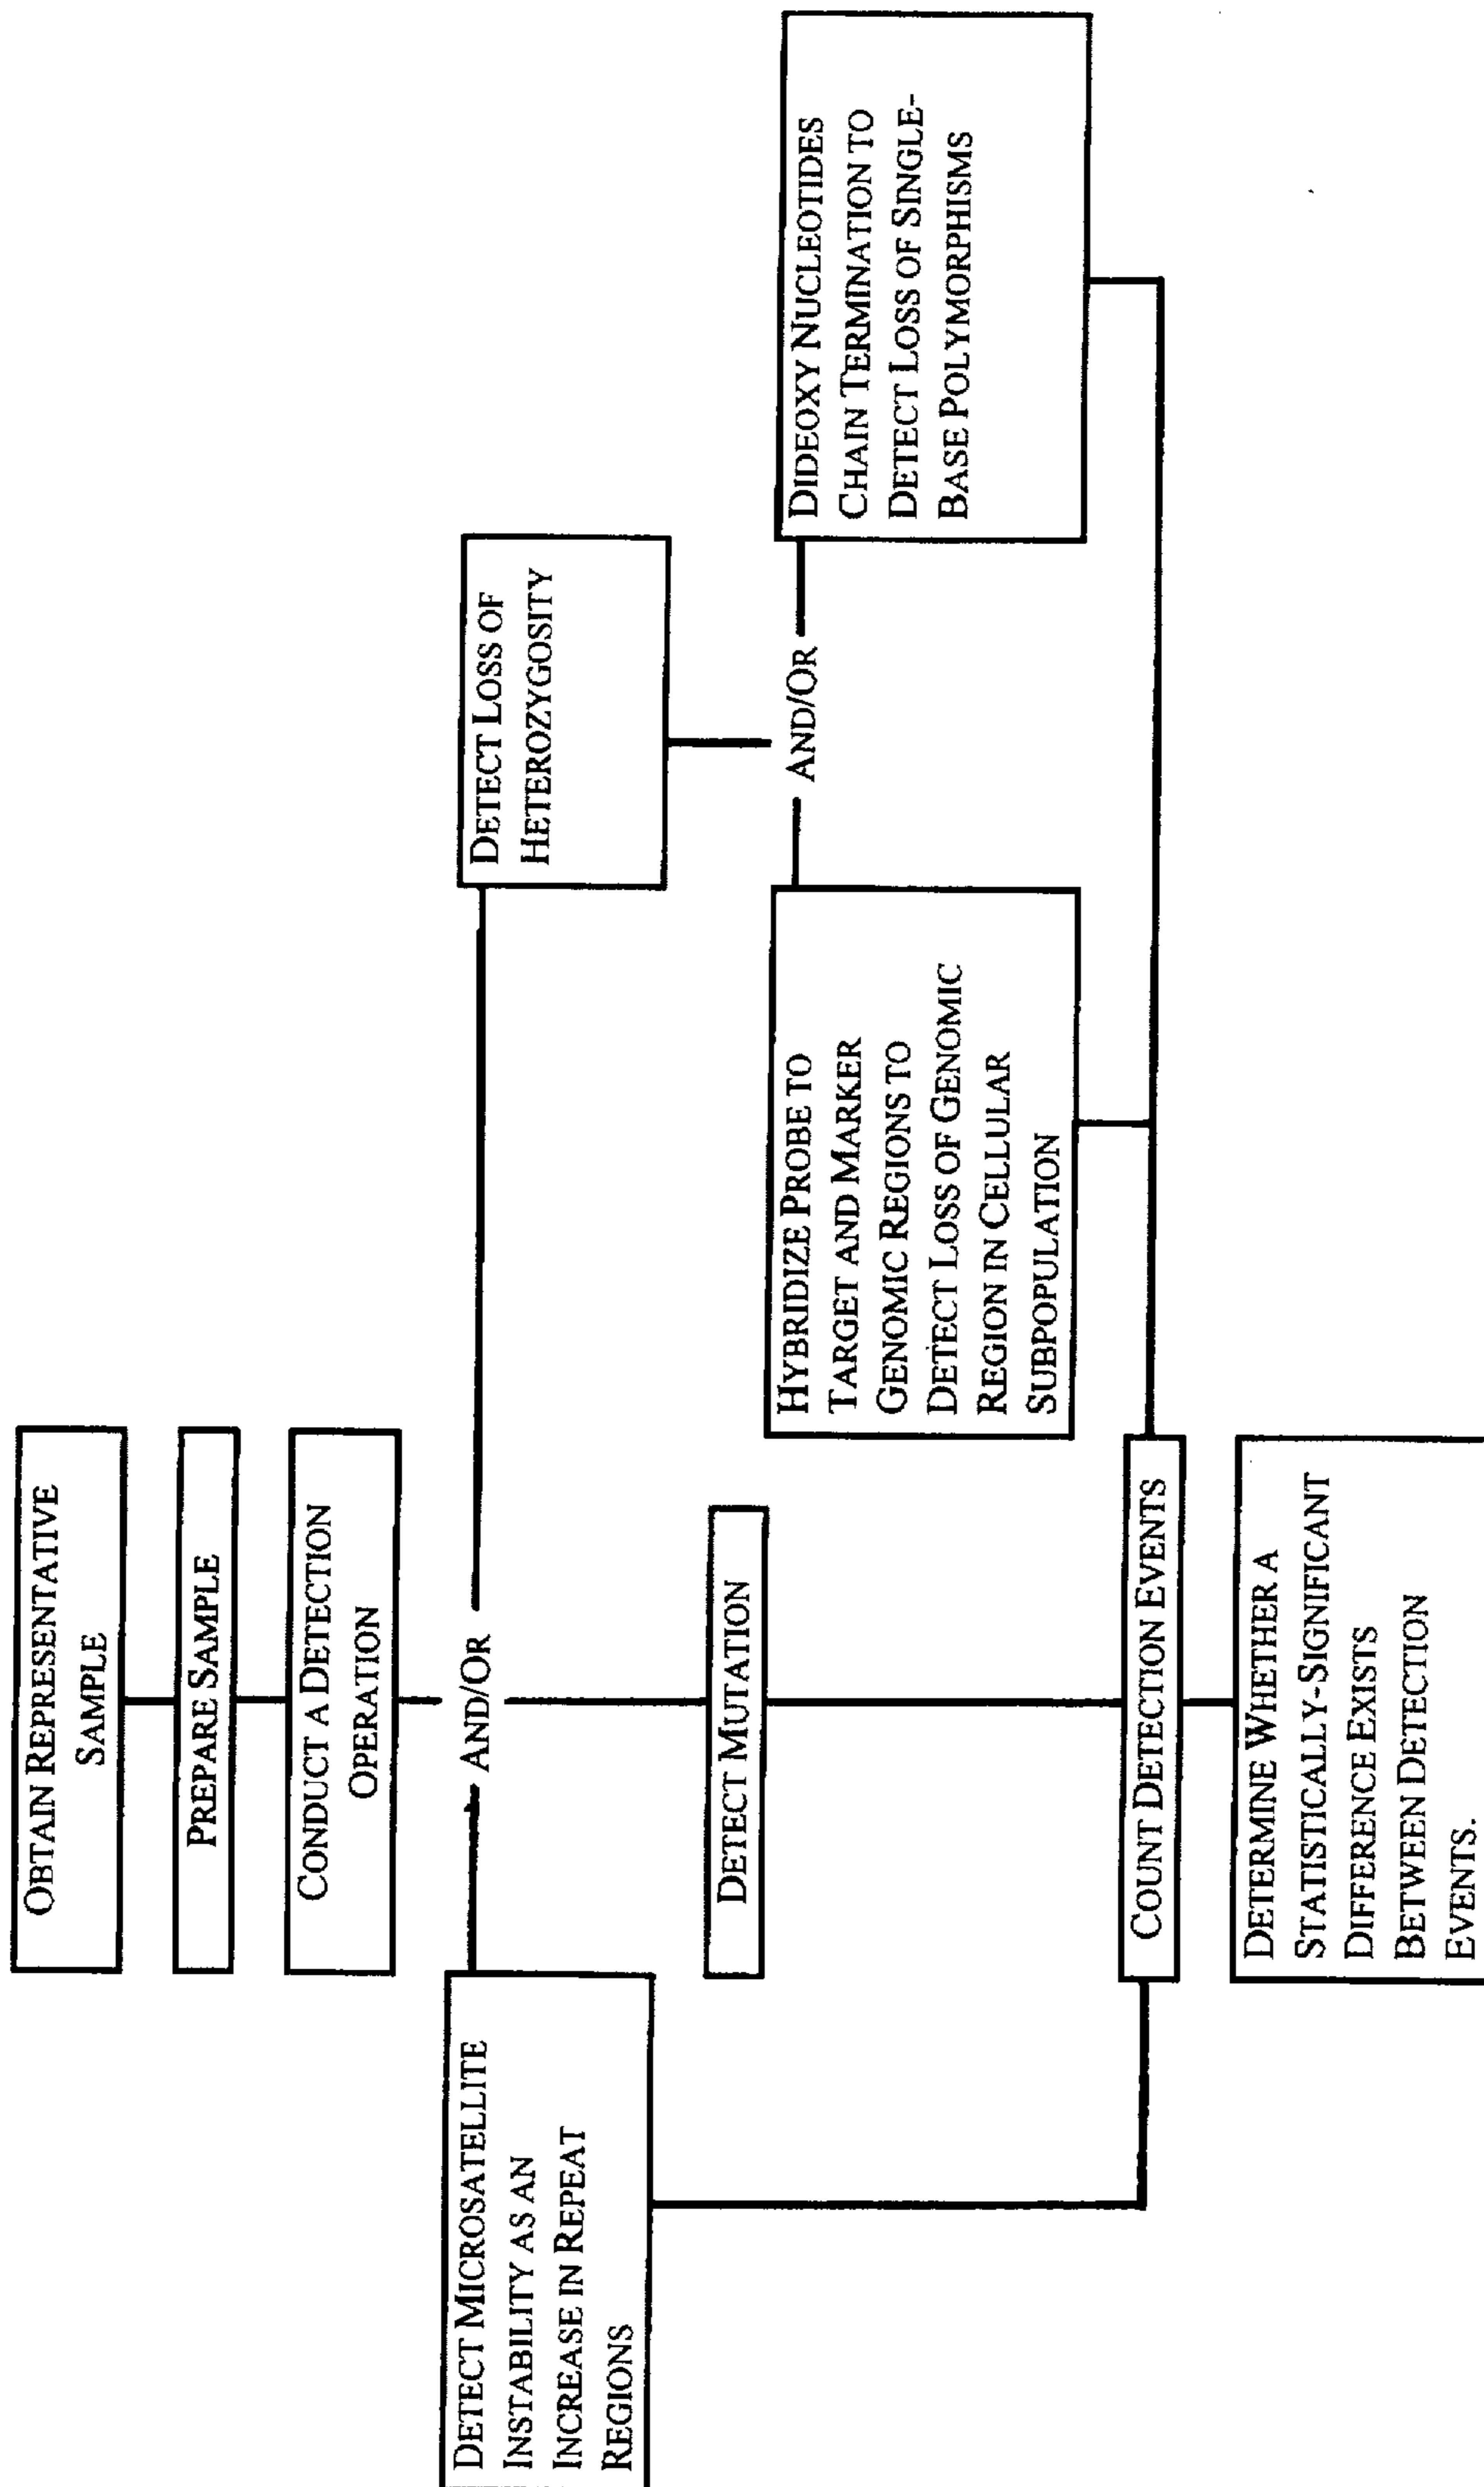 OBTAIN REPRESENTATIVE
SAMPLE
PREPARE SAMPLE
CONDUCT A DETECTION
OPERATION
AND/OR
DETECT MICROSATELLITE
INSTABILITY AS AN
INCREASE IN REPEAT
REGIONS
DETECT MUTATION
DETECT LOSS OF
HETEROZYGOSITY
AND/OR
HYBRIDIZE PROBE TO
TARGET AND MARKER
GENOMIC REGIONS TO
DETECT LOSS OF GENOMIC
REGION IN CELLULAR
SUBPOPULATION
DIDEOXY NUCLEOTIDES
CHAIN TERMINATION TO
DETECT LOSS OF SINGLE-
BASE POLYMORPHISMS
COUNT DETECTION EVENTS
DETERMINE WHETHER A
STATISTICALLY-SIGNIFICANT
DIFFERENCE EXISTS
BETWEEN DETECTION
EVENTS.